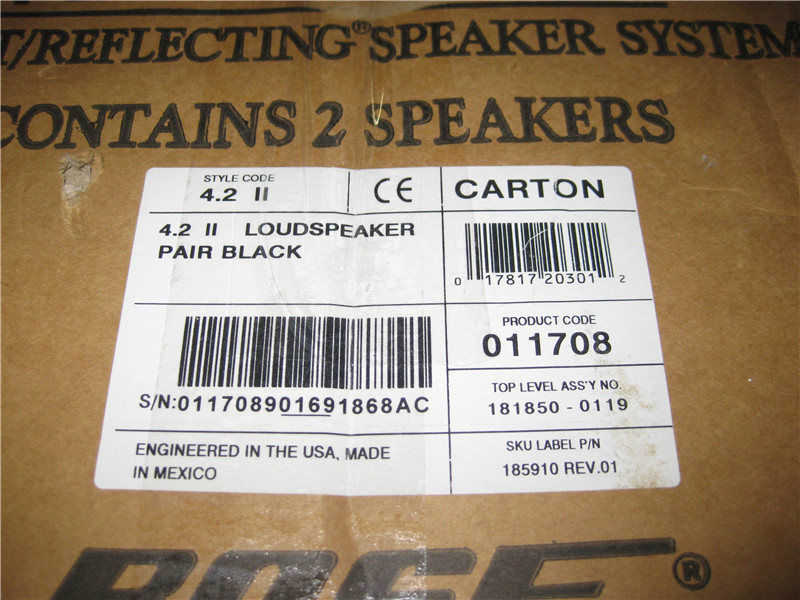 T/REFLECTING® SPEAKER SYSTEM
CONTAINS 2 SPEAKERS
STYLE CODE
4.2 II
CE
CARTON
4.2 II LOUDSPEAKER
PAIR BLACK
0 17817 20301 2
PRODUCT CODE
011708
S/N:011708901691868AC
TOP LEVEL ASS'Y NO.
181850 - 0119
ENGINEERED IN THE USA, MADE
IN MEXICO
SKU LABEL P/N
185910 REV.01
BOSE®